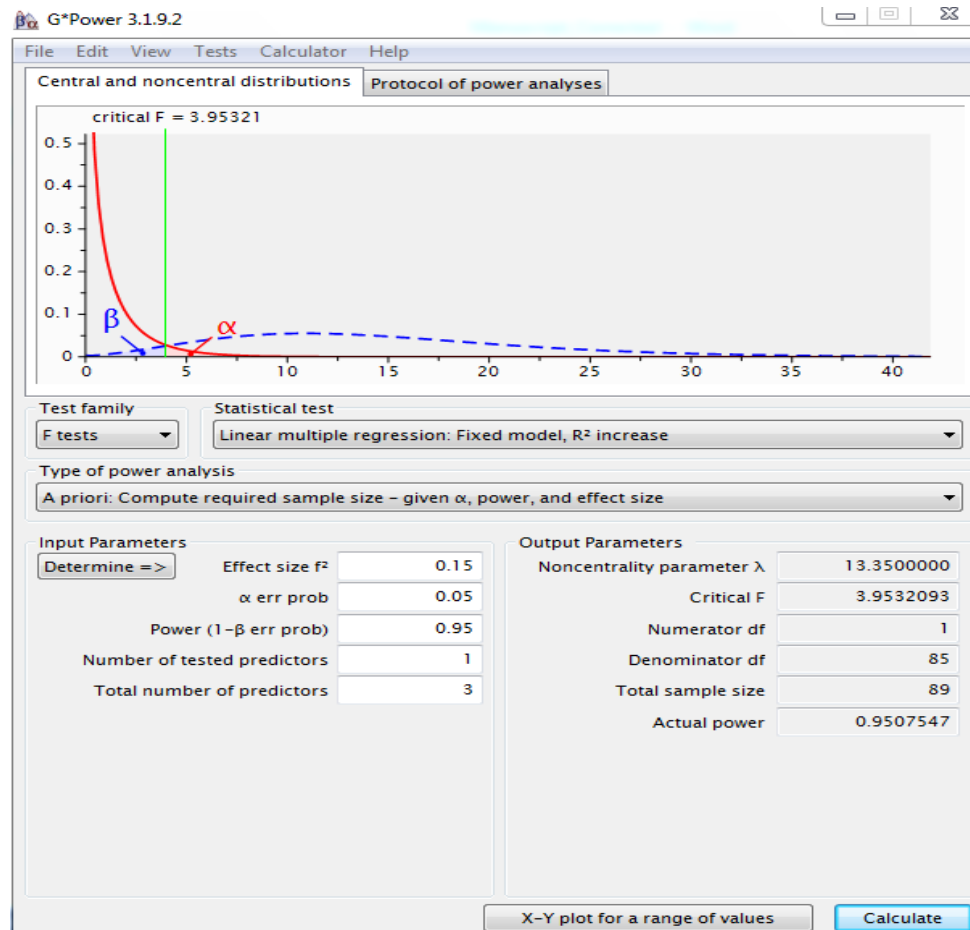 G*Power 3.1.9.2
File Edit View Tests Calculator Help
Central and noncentral distributions Protocol of power analyses
critical F = 3.95321
0.5
0.4
0.3
0.2
0.1
0
β α
0 5 10 15 20 25 30 35 40
Test family Statistical test
F tests Linear multiple regression: Fixed model, R² increase
Type of power analysis
A priori: Compute required sample size – given α, power, and effect size
Input Parameters Output Parameters
Determine => Effect size f² 0.15 Noncentrality parameter λ 13.3500000
α err prob 0.05 Critical F 3.9532093
Power (1-β err prob) 0.95 Numerator df 1
Number of tested predictors 1 Denominator df 85
Total number of predictors 3 Total sample size 89
Actual power 0.9507547
X-Y plot for a range of values Calculate